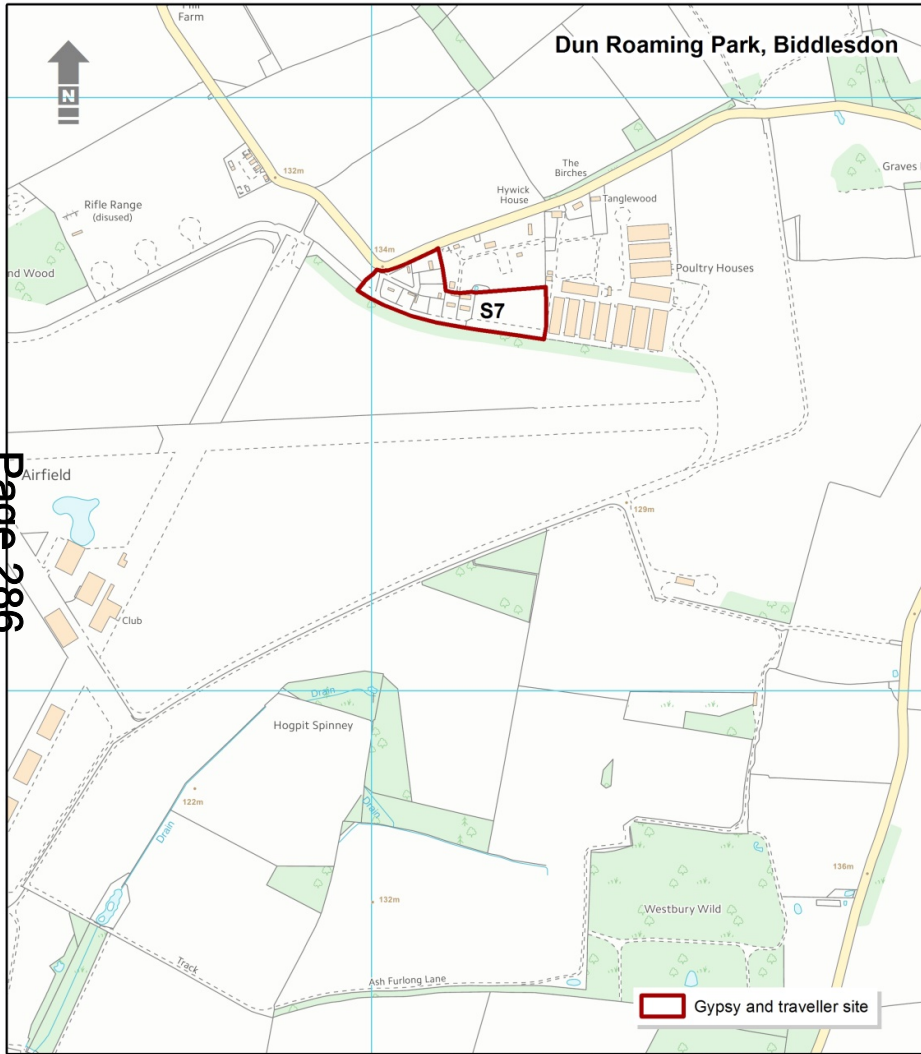 Farm
Dun Roaming Park, Biddlesdon
N
132m
The
Birches
Graves
Rifle Range
(disused)
Hywick
House
Tanglewood
134m
nd Wood
Poultry Houses
S7
Airfield
Page 286
129m
Club
Drain
Hogpit Spinney
122m
Drain
Drain
136m
132m
Westbury Wild
Track
Ash Furlong Lane
Gypsy and traveller site